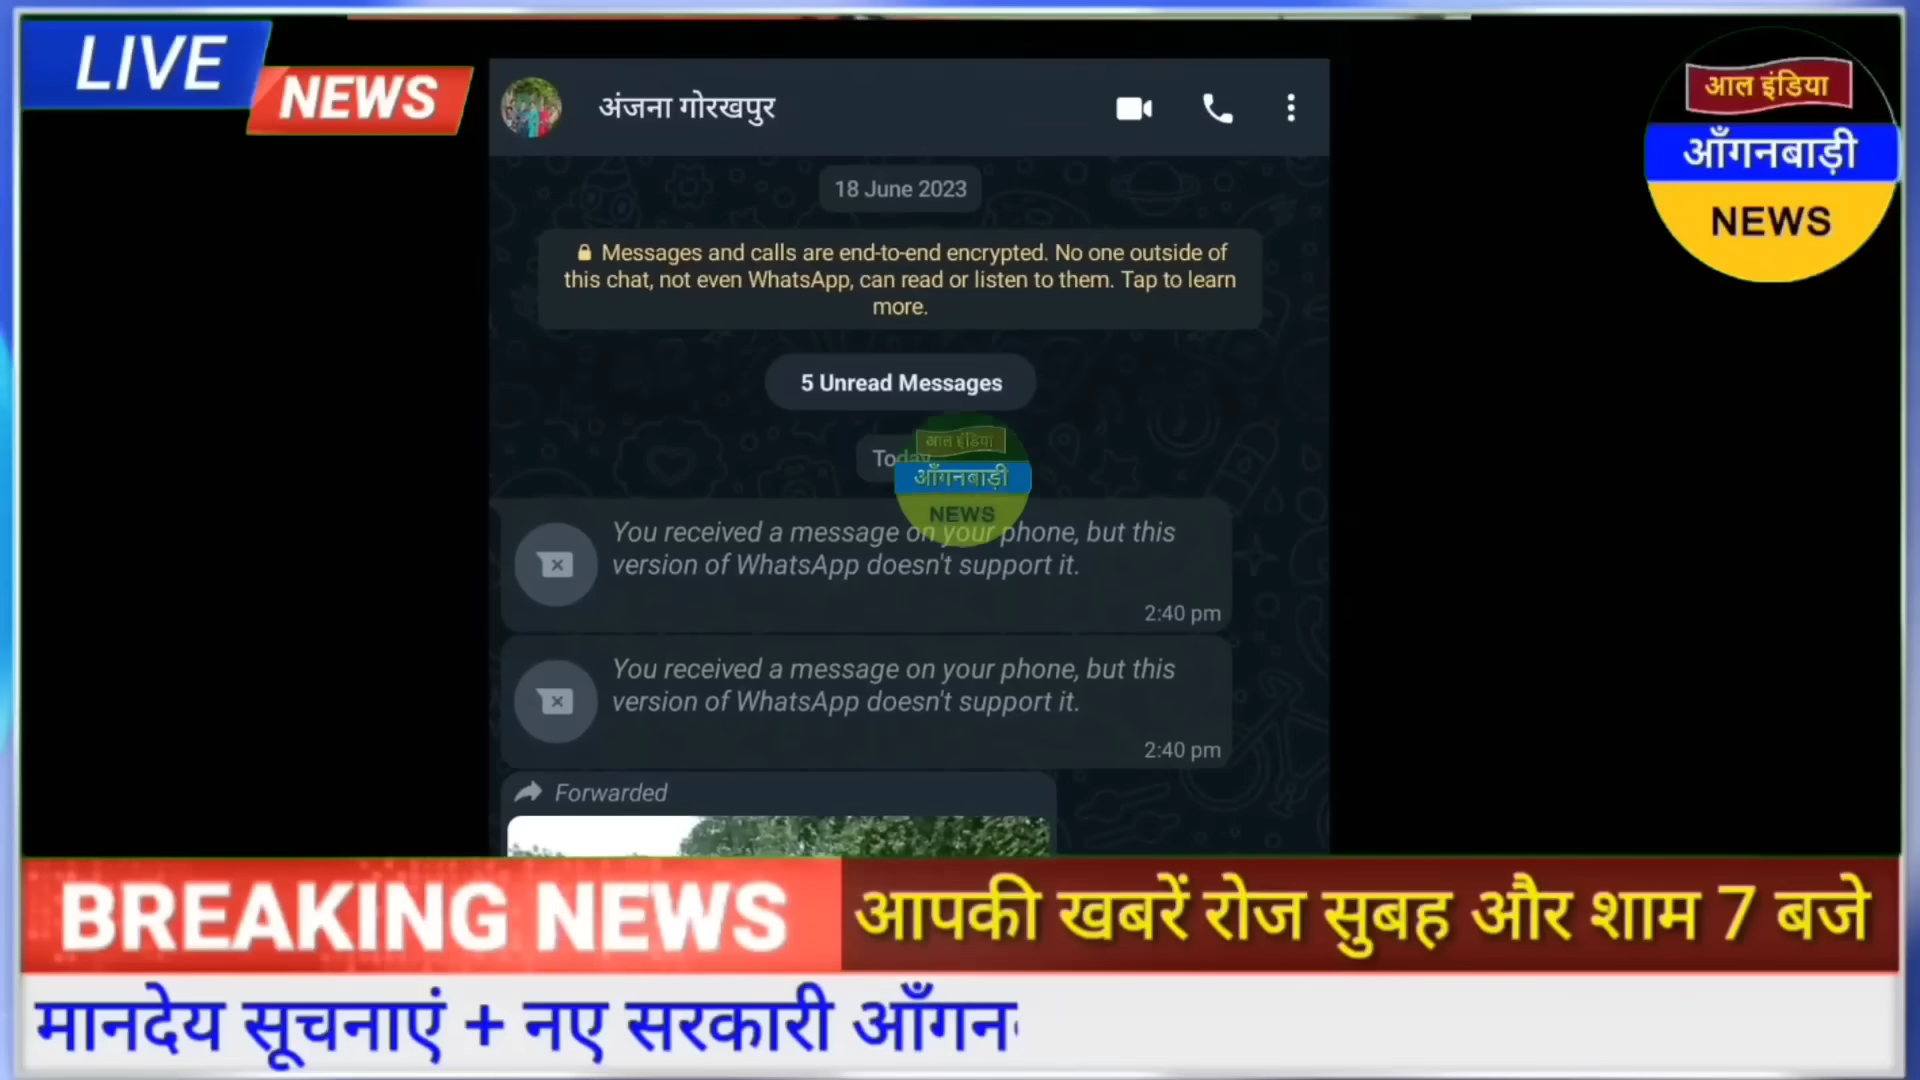 LIVE
NEWS
अंजना गोरखपुर
आल इंडिया
आँगनबाड़ी
NEWS
18 June 2023
Messages and calls are end-to-end encrypted. No one outside of
this chat, not even WhatsApp, can read or listen to them. Tap to learn
more.
5 Unread Messages
Today
आल इंडिया
आँगनबाड़ी
NEWS
You received a message on your phone, but this
version of WhatsApp doesn't support it.
2:40 pm
You received a message on your phone, but this
version of WhatsApp doesn't support it.
2:40 pm
Forwarded
BREAKING NEWS
आपकी खबरें रोज सुबह और शाम 7 बजे
मानदेय सूचनाएं + नए सरकारी आँगन